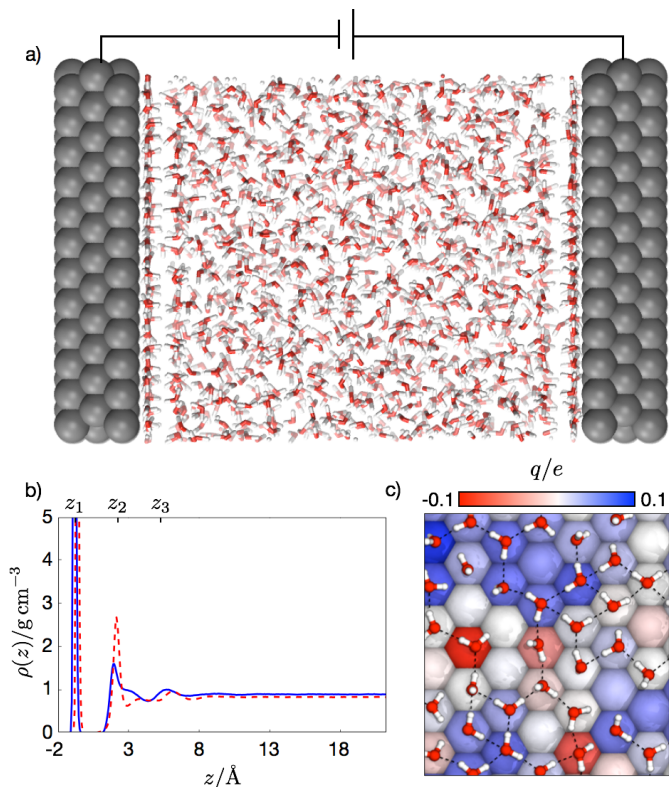 a)
b)
z₁ z₂ z₃
5
4
3
2
1
0
ρ(z)/g cm⁻³
-2 3 8 13 18
z/Å
c)
q/e
-0.1 0.1